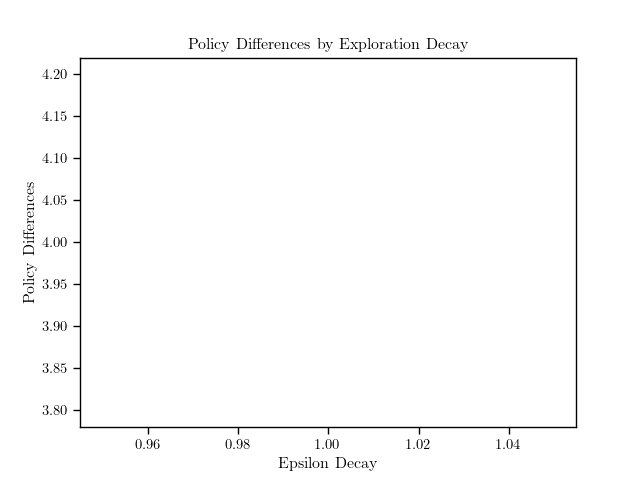 Policy Differences by Exploration Decay
4.20
4.15
4.10
4.05
4.00
3.95
3.90
3.85
3.80
Policy Differences
0.96 0.98 1.00 1.02 1.04
Epsilon Decay